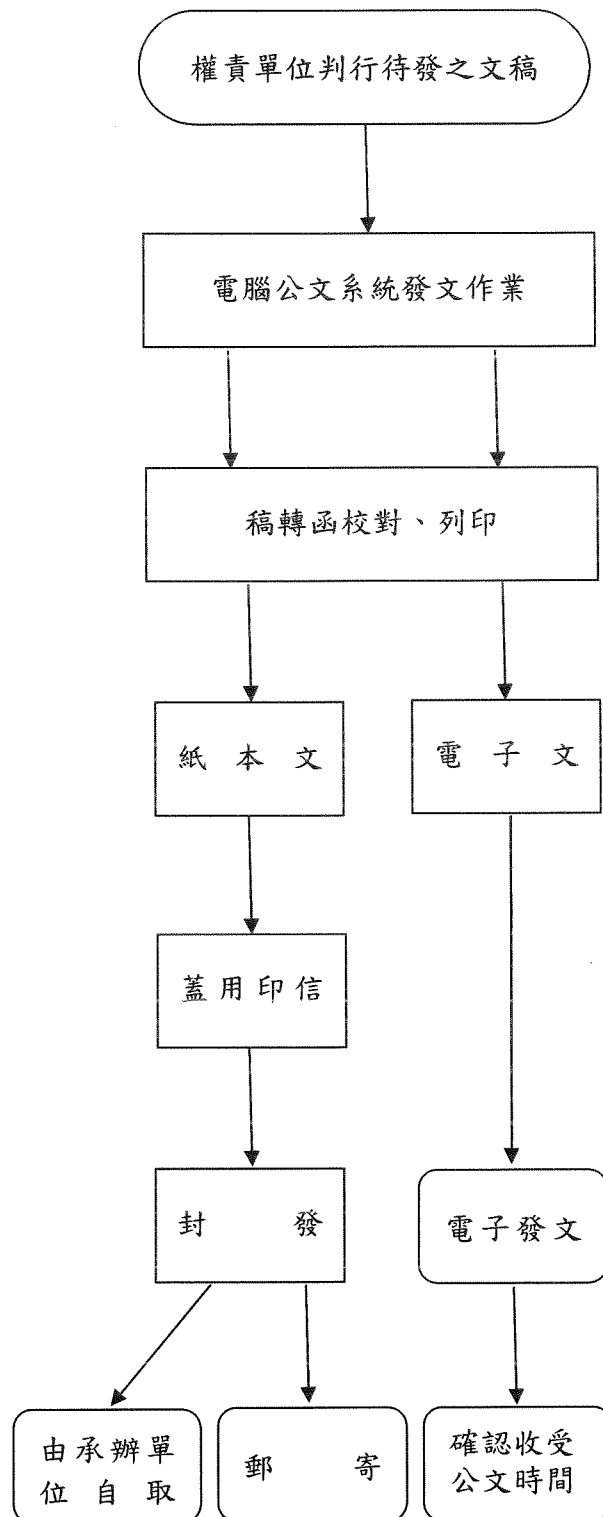 權責單位判行待發之文稿
電腦公文系統發文作業
稿轉函校對、列印
紙本文
電子文
蓋用印信
封發
電子發文
由承辦單
位自取
郵寄
確認收受
公文時間